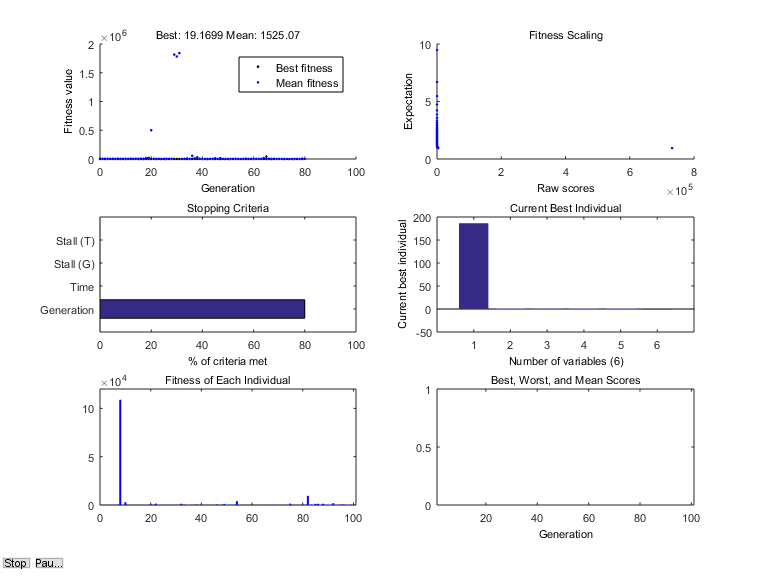 Best: 19.1699 Mean: 1525.07
×10^6
2
1.5
1
0.5
0
Fitness value
Best fitness
Mean fitness
0 20 40 60 80 100
Generation
Fitness Scaling
10
5
0
Expectation
0 2 4 6 8
Raw scores
×10^5
Stopping Criteria
Stall (T)
Stall (G)
Time
Generation
0 20 40 60 80 100
% of criteria met
Current Best Individual
200
150
100
50
0
-50
Current best individual
1 2 3 4 5 6
Number of variables (6)
Fitness of Each Individual
×10^4
10
5
0
0 20 40 60 80 100
Best, Worst, and Mean Scores
1
0.5
0
20 40 60 80 100
Generation
Stop Pau...